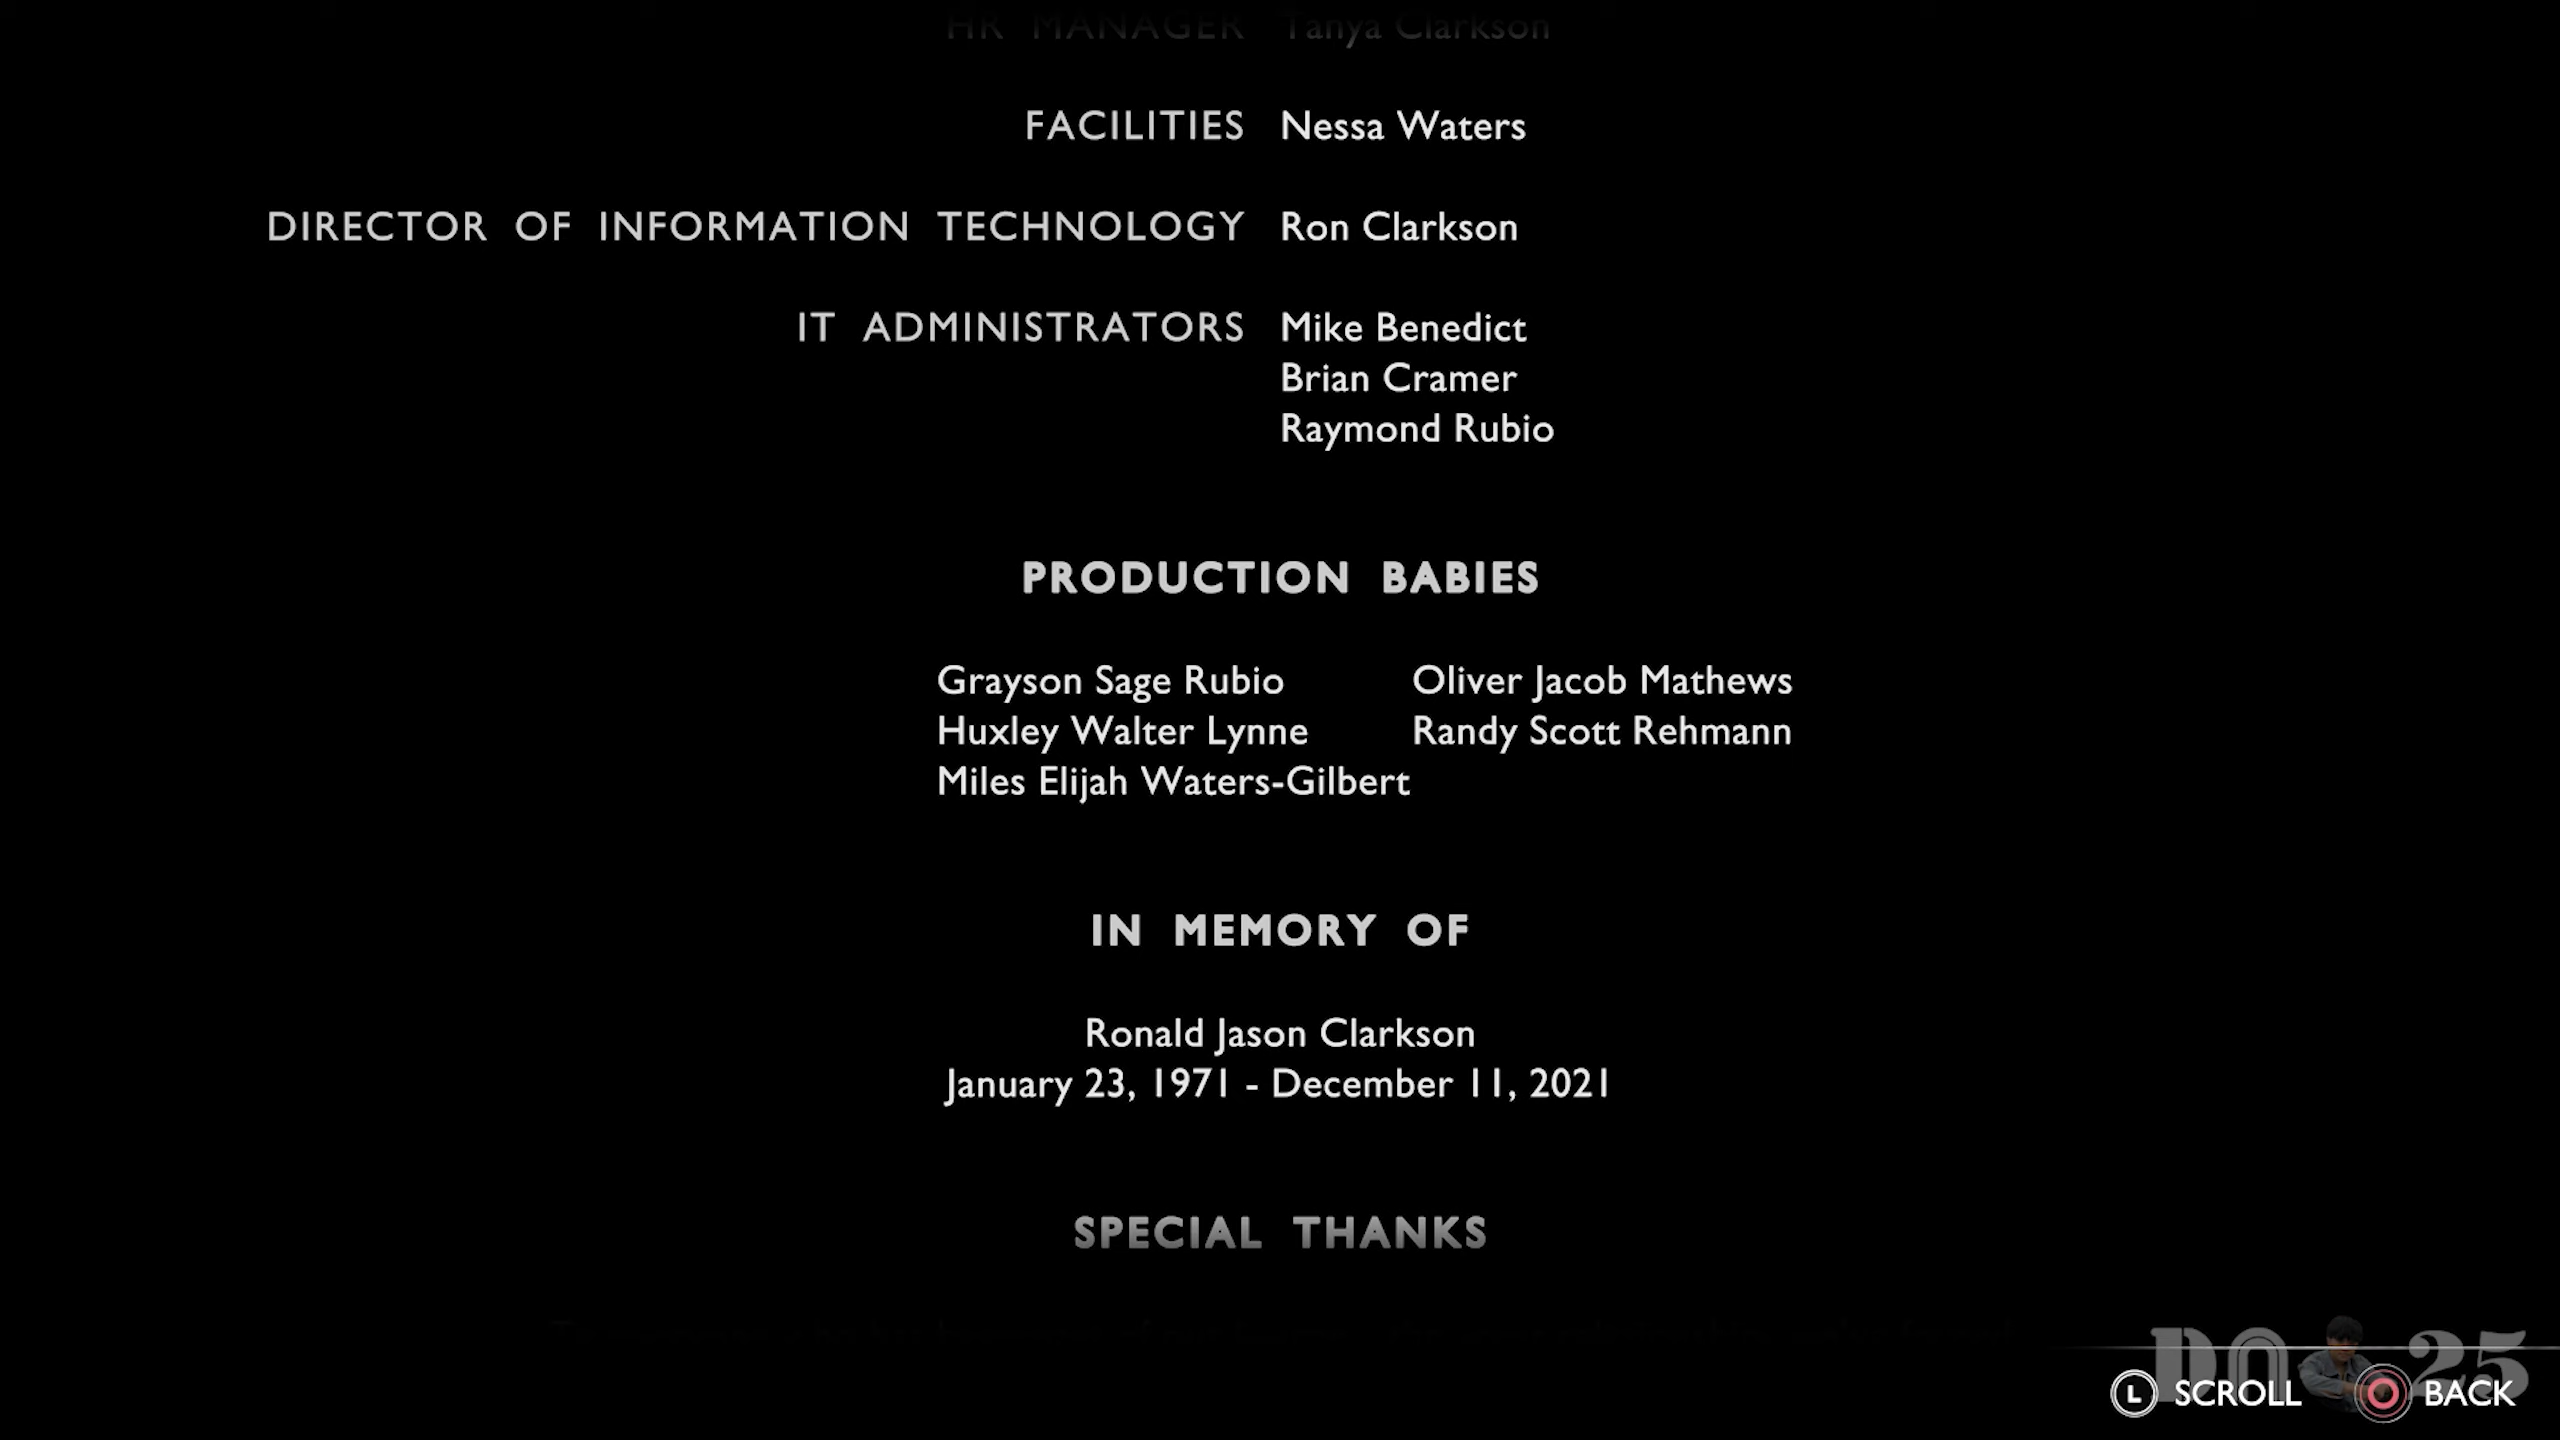 HR MANAGER Tanya Clarkson
FACILITIES Nessa Waters
DIRECTOR OF INFORMATION TECHNOLOGY Ron Clarkson
IT ADMINISTRATORS Mike Benedict
Brian Cramer
Raymond Rubio
PRODUCTION BABIES
Grayson Sage Rubio Oliver Jacob Mathews
Huxley Walter Lynne Randy Scott Rehmann
Miles Elijah Waters-Gilbert
IN MEMORY OF
Ronald Jason Clarkson
January 23, 1971 - December 11, 2021
SPECIAL THANKS
25
L SCROLL BACK